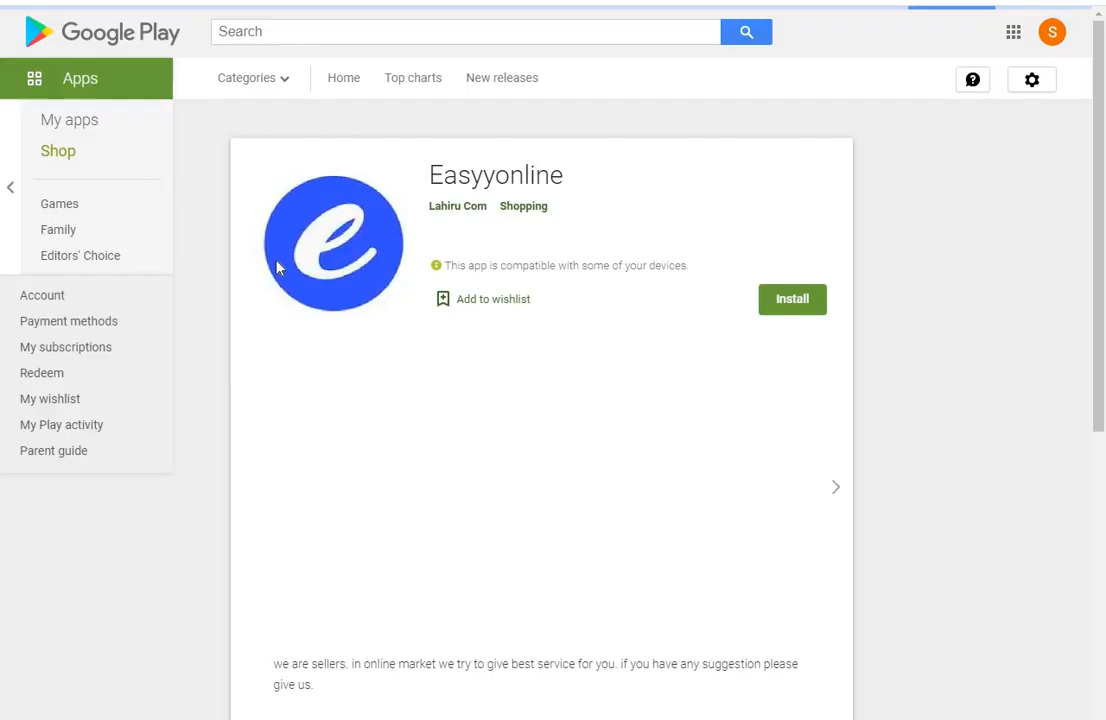 Google Play
Search
S
Apps
Categories
Home
Top charts
New releases
My apps
Shop
Games
Family
Editors' Choice
Account
Payment methods
My subscriptions
Redeem
My wishlist
My Play activity
Parent guide
e
Easyyonline
Lahiru Com Shopping
This app is compatible with some of your devices.
Add to wishlist
Install
we are sellers. in online market we try to give best service for you. if you have any suggestion please
give us.